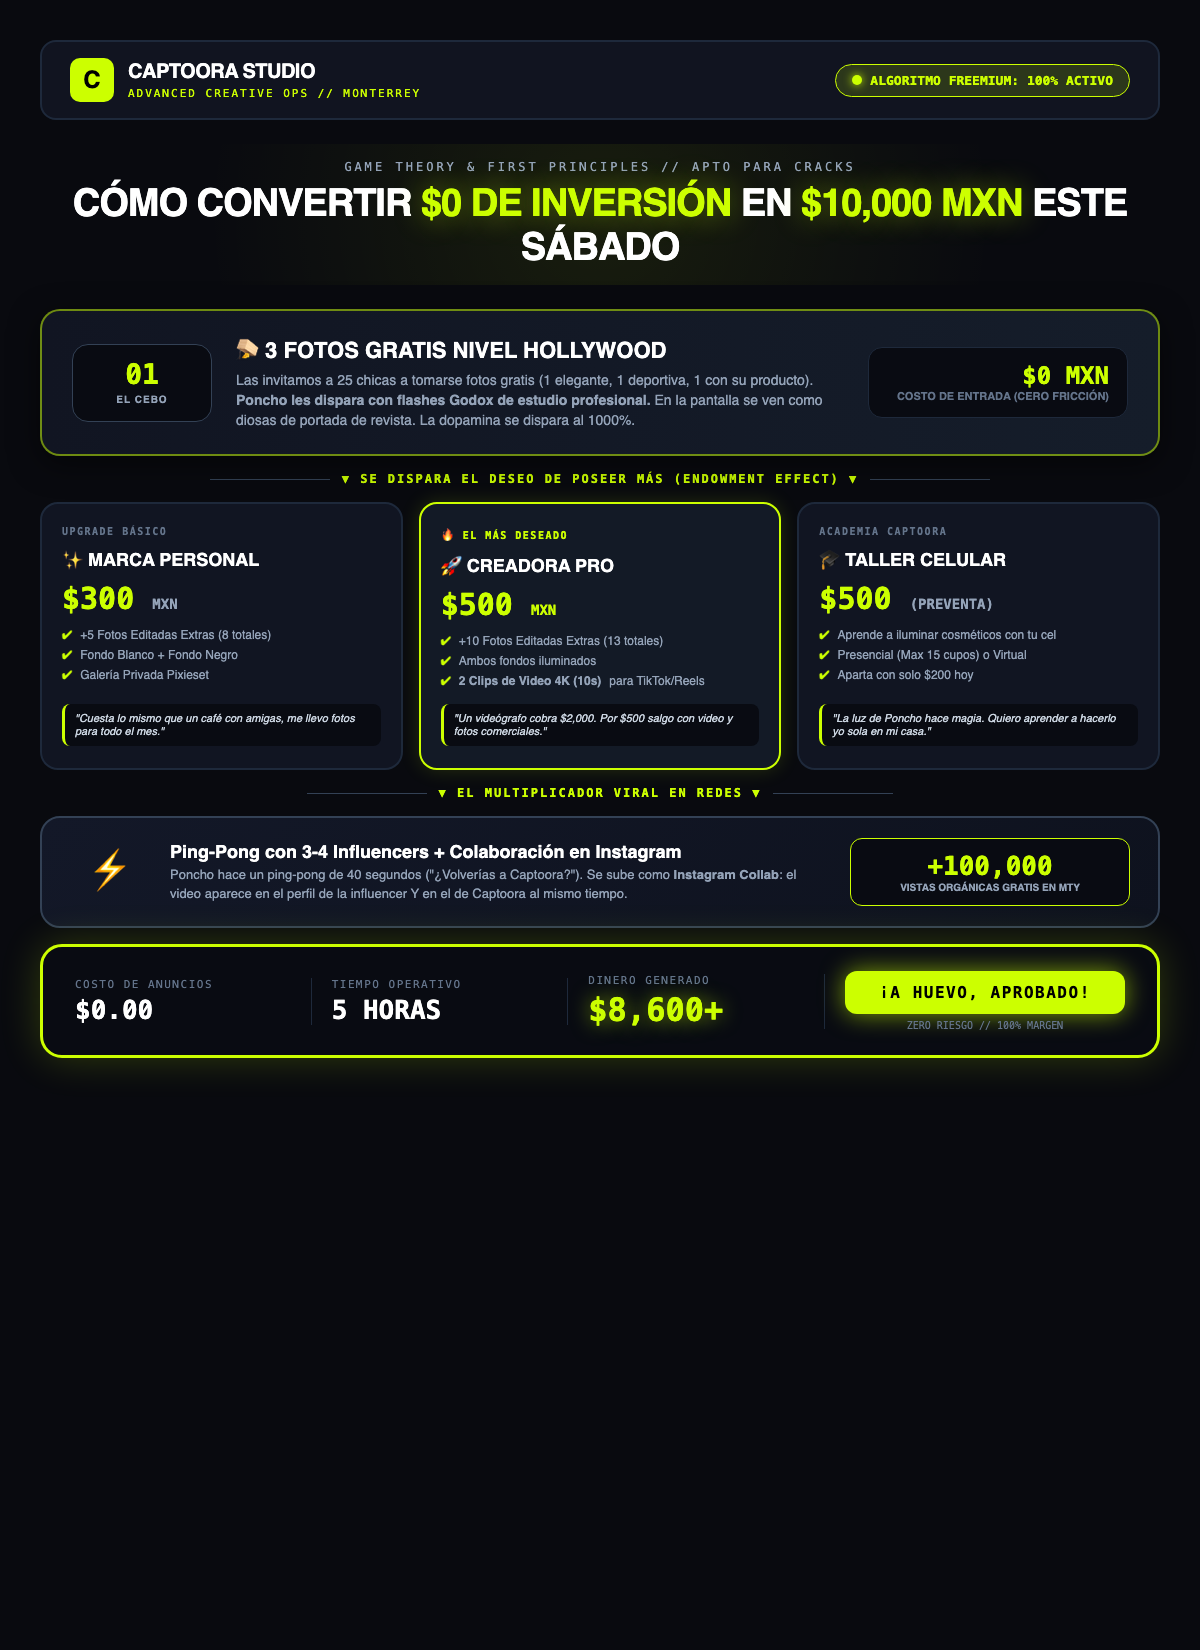 C
CAPTOORA STUDIO
ADVANCED CREATIVE OPS // MONTERREY
ALGORITMO FREEMIUM: 100% ACTIVO
GAME THEORY & FIRST PRINCIPLES // APTO PARA CRACKS
CÓMO CONVERTIR $0 DE INVERSIÓN EN $10,000 MXN ESTE
SÁBADO
01
EL CEBO
3 FOTOS GRATIS NIVEL HOLLYWOOD
Las invitamos a 25 chicas a tomarse fotos gratis (1 elegante, 1 deportiva, 1 con su producto).
Poncho les dispara con flashes Godox de estudio profesional. En la pantalla se ven como
diosas de portada de revista. La dopamina se dispara al 1000%.
$0 MXN
COSTO DE ENTRADA (CERO FRICCIÓN)
▼ SE DISPARA EL DESEO DE POSEER MÁS (ENDOWMENT EFFECT) ▼
UPGRADE BÁSICO
✨ MARCA PERSONAL
$300 MXN
✔ +5 Fotos Editadas Extras (8 totales)
✔ Fondo Blanco + Fondo Negro
✔ Galería Privada Pixieset
"Cuesta lo mismo que un café con amigas, me llevo fotos
para todo el mes."
🔥 EL MÁS DESEADO
🚀 CREADORA PRO
$500 MXN
✔ +10 Fotos Editadas Extras (13 totales)
✔ Ambos fondos iluminados
✔ 2 Clips de Video 4K (10s) para TikTok/Reels
"Un videógrafo cobra $2,000. Por $500 salgo con video y
fotos comerciales."
ACADEMIA CAPTOORA
🎓 TALLER CELULAR
$500 (PREVENTA)
✔ Aprende a iluminar cosméticos con tu cel
✔ Presencial (Max 15 cupos) o Virtual
✔ Aparta con solo $200 hoy
"La luz de Poncho hace magia. Quiero aprender a hacerlo
yo sola en mi casa."
▼ EL MULTIPLICADOR VIRAL EN REDES ▼
Ping-Pong con 3-4 Influencers + Colaboración en Instagram
Poncho hace un ping-pong de 40 segundos ("¿Volverías a Captoora?"). Se sube como Instagram Collab: el
video aparece en el perfil de la influencer Y en el de Captoora al mismo tiempo.
+100,000
VISTAS ORGÁNICAS GRATIS EN MTY
COSTO DE ANUNCIOS
$0.00
TIEMPO OPERATIVO
5 HORAS
DINERO GENERADO
$8,600+
¡A HUEVO, APROBADO!
ZERO RIESGO // 100% MARGEN